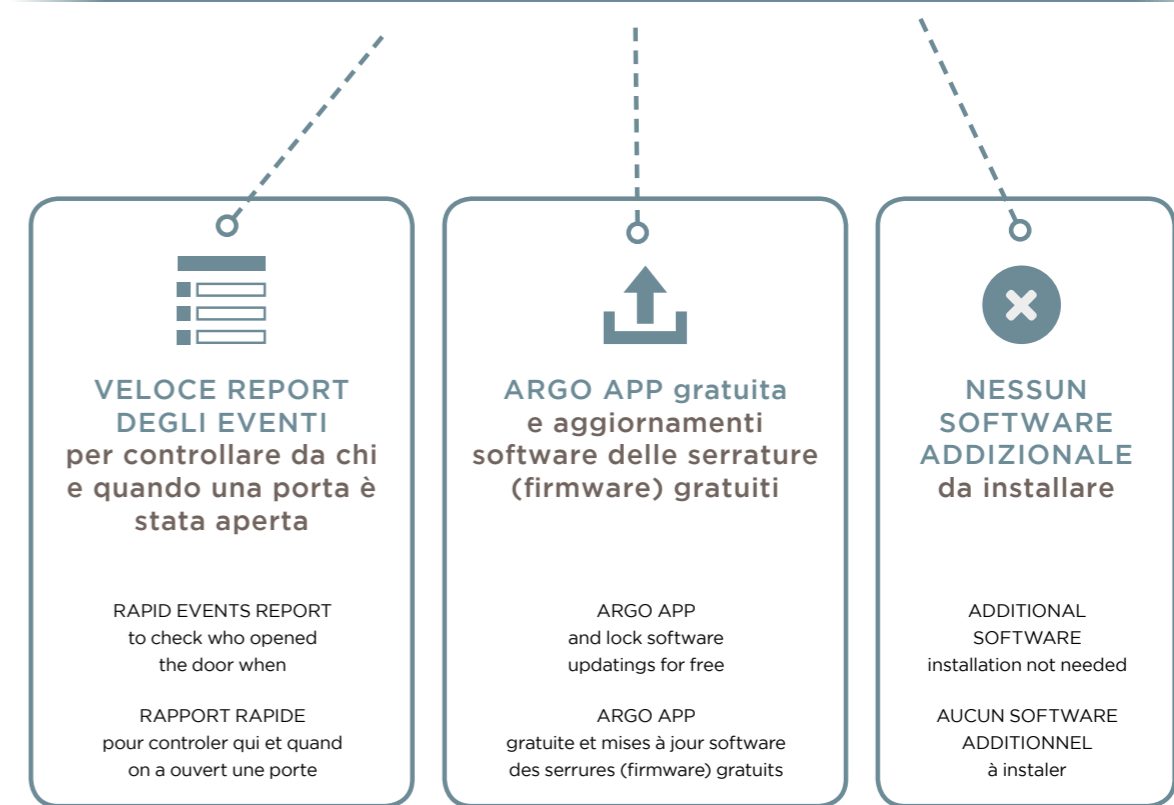 VELOCE REPORT
DEGLI EVENTI
per controllare da chi
e quando una porta è
stata aperta
RAPID EVENTS REPORT
to check who opened
the door when
RAPPORT RAPIDE
pour controler qui et quand
on a ouvert une porte
ARGO APP gratuita
e aggiornamenti
software delle serrature
(firmware) gratuiti
ARGO APP
and lock software
updatings for free
ARGO APP
gratuite et mises à jour software
des serrures (firmware) gratuits
NESSUN
SOFTWARE
ADDIZIONALE
da installare
ADDITIONAL
SOFTWARE
installation not needed
AUCUN SOFTWARE
ADDITIONNEL
à instaler